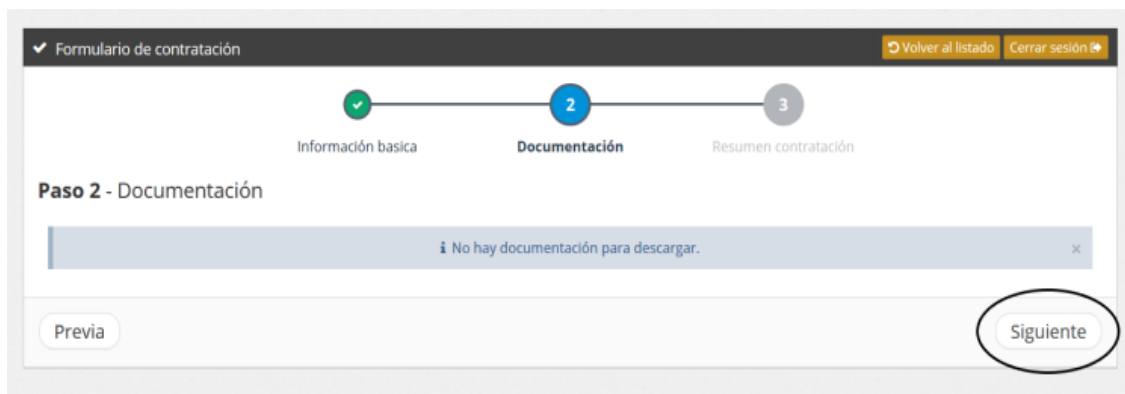 Formulario de contratación
Volver al listado
Cerrar sesión
2
3
Información basica
Documentación
Resumen contratación
Paso 2 - Documentación
No hay documentación para descargar.
Previa
Siguiente